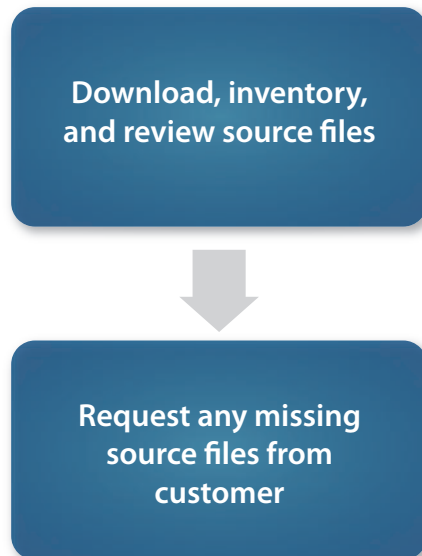 Download, inventory,
and review source files
Request any missing
source files from
customer